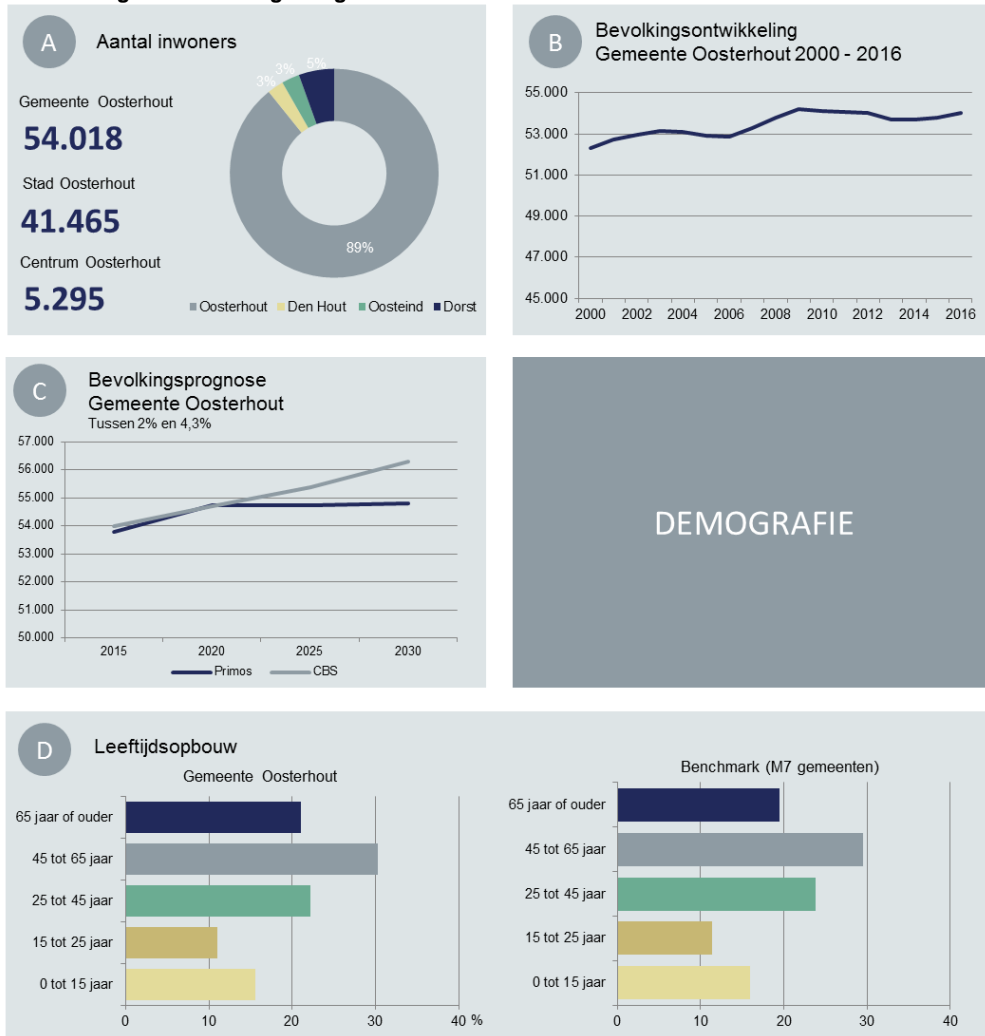 A
Aantal inwoners
Gemeente Oosterhout
54.018
Stad Oosterhout
41.465
Centrum Oosterhout
5.295
3%
3%
5%
89%
Oosterhout
Den Hout
Oosteind
Dorst
B
Bevolkingsontwikkeling
Gemeente Oosterhout 2000 - 2016
55.000
53.000
51.000
49.000
47.000
45.000
2000 2002 2004 2006 2008 2010 2012 2014 2016
C
Bevolkingsprognose
Gemeente Oosterhout
Tussen 2% en 4,3%
57.000
56.000
55.000
54.000
53.000
52.000
51.000
50.000
2015 2020 2025 2030
Primos CBS
DEMOGRAFIE
D
Leeftijdsopbouw
Gemeente Oosterhout
65 jaar of ouder
45 tot 65 jaar
25 tot 45 jaar
15 tot 25 jaar
0 tot 15 jaar
0 10 20 30 40 %
Benchmark (M7 gemeenten)
65 jaar of ouder
45 tot 65 jaar
25 tot 45 jaar
15 tot 25 jaar
0 tot 15 jaar
0 10 20 30 40